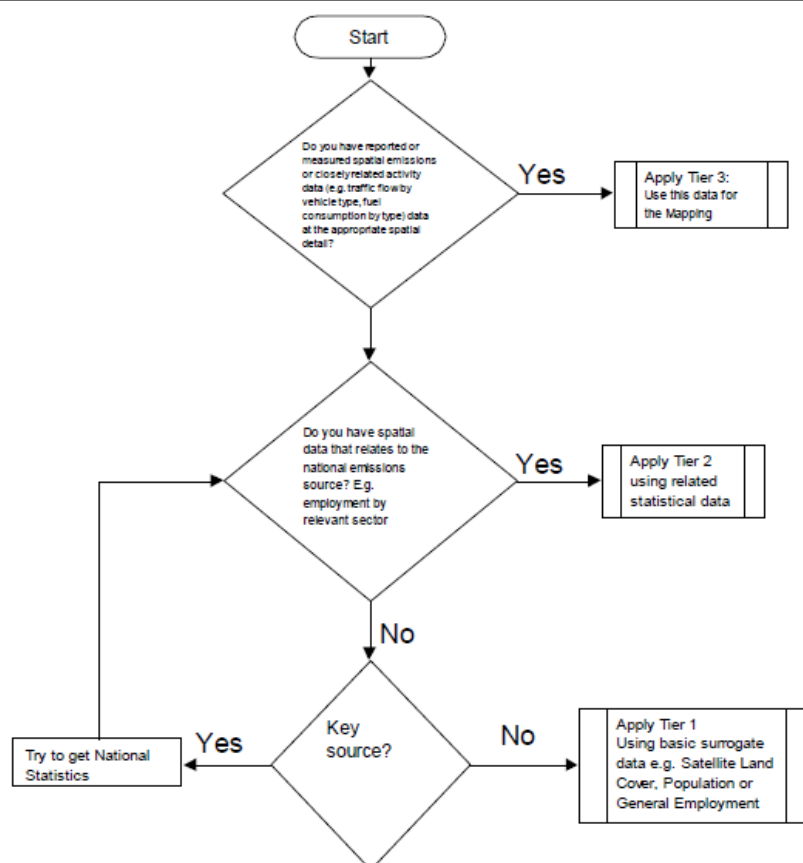 Start
Do you have reported or
measured spatial emissions
or closely related activity
data (e.g. traffic flow by
vehicle type, fuel
consumption by type) data
at the appropriate spatial
detail?
Yes
Apply Tier 3:
Use this data for
the Mapping
Do you have spatial
data that relates to the
national emissions
source? E.g.
employment by
relevant sector
Yes
Apply Tier 2
using related
statistical data
No
Key
source?
Yes
Try to get National
Statistics
No
Apply Tier 1
Using basic surrogate
data e.g. Satellite Land
Cover, Population or
General Employment